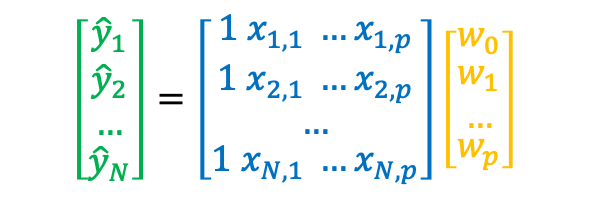 ŷ₁ = 1 x₁,₁ … x₁,ₚ w₀
ŷ₂ 1 x₂,₁ … x₂,ₚ w₁
… … …
ŷ_N 1 x_N,₁ … x_N,ₚ wₚ